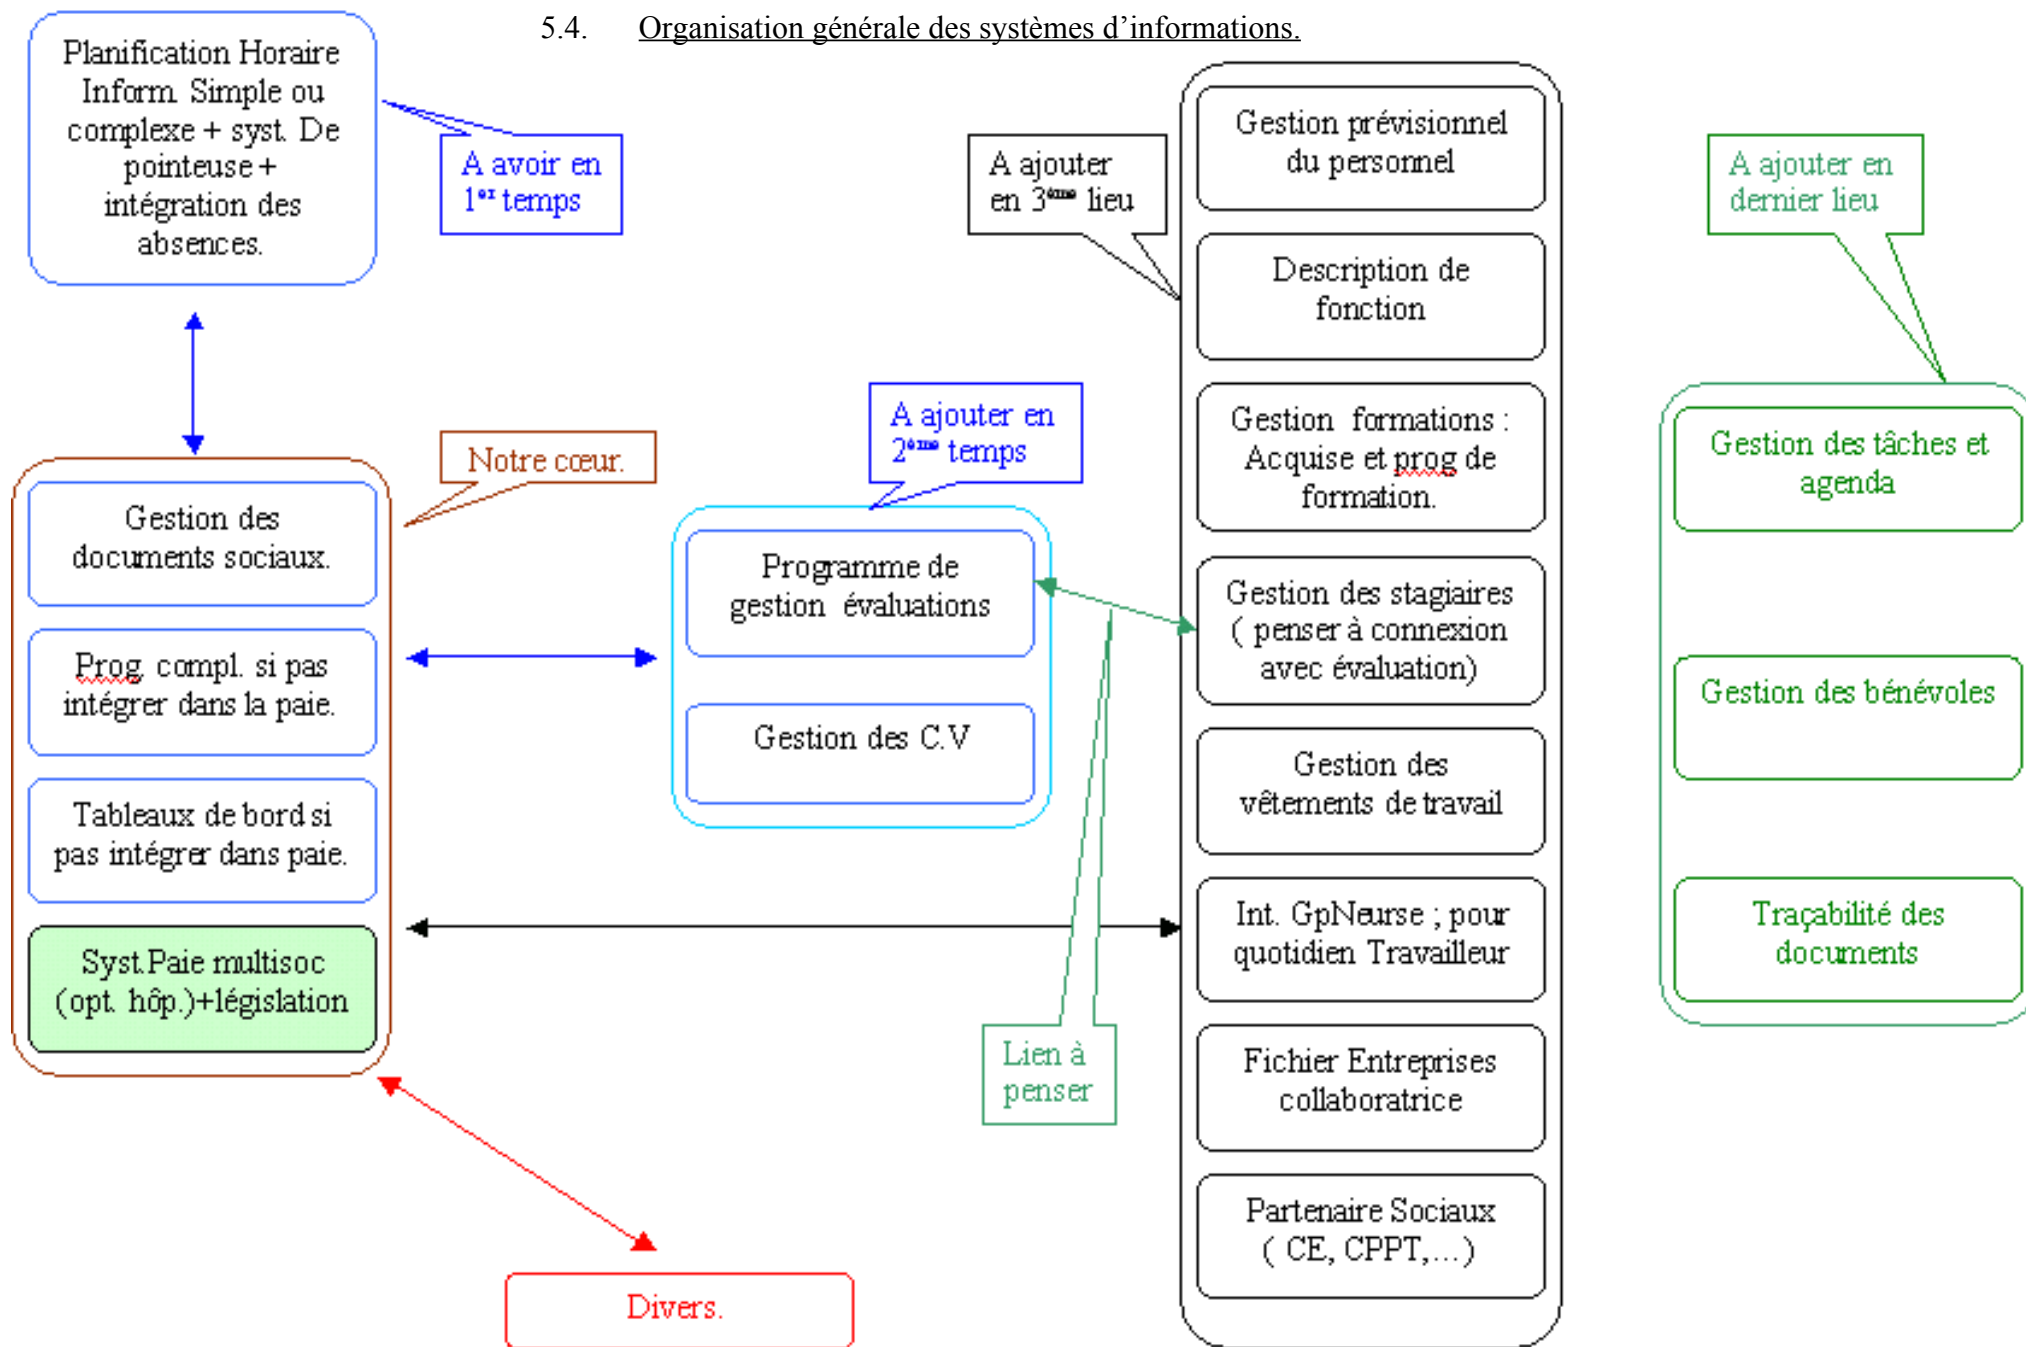 5.4. Organisation générale des systèmes d’informations.
Planification Horaire
Inform. Simple ou
complexe + syst. De
pointeuse +
intégration des
absences.
A avoir en
1er temps
Notre cœur.
Gestion des
documents sociaux.
Prog. compl. si pas
intégrer dans la paie.
Tableaux de bord si
pas intégrer dans paie.
Syst.Paie multisoc
(opt. hôp.)+législation
A ajouter en
2ème temps
Programme de
gestion évaluations
Gestion des C.V
Lien à
penser
Divers.
A ajouter
en 3ème lieu
Gestion prévisionnel
du personnel
Description de
fonction
Gestion formations :
Acquise et prog de
formation.
Gestion des stagiaires
( penser à connexion
avec évaluation)
Gestion des
vêtements de travail
Int. GpNeurse ; pour
quotidien Travailleur
Fichier Entreprises
collaboratrice
Partenaire Sociaux
( CE, CPPT,...)
A ajouter en
dernier lieu
Gestion des tâches et
agenda
Gestion des bénévoles
Traçabilité des
documents